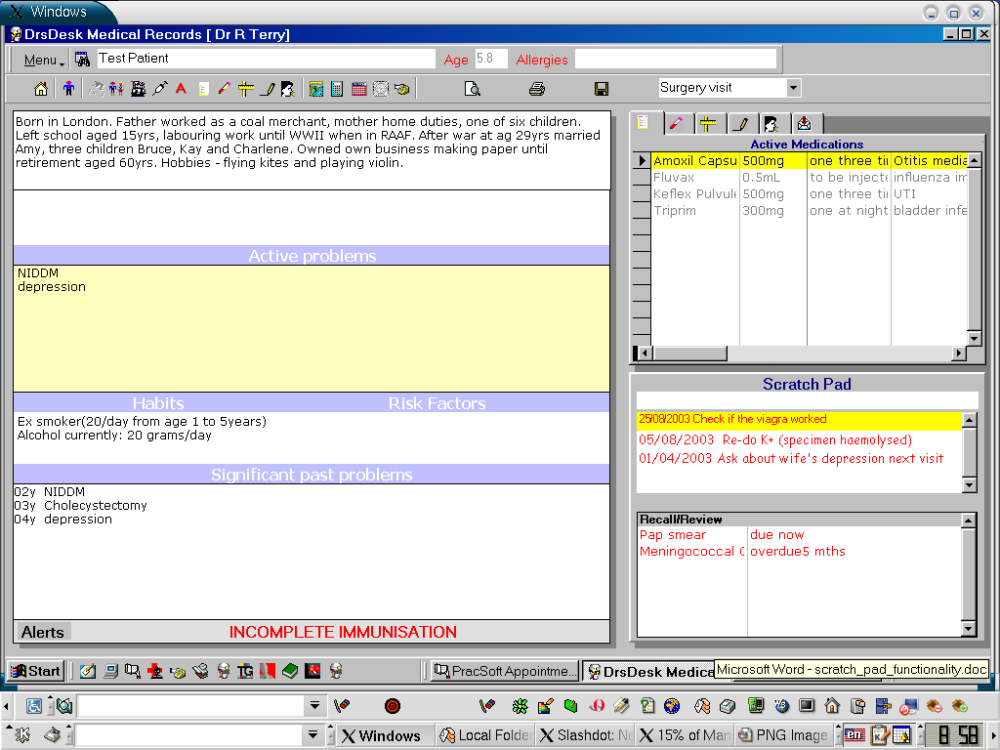 Windows
DrsDesk Medical Records [ Dr R Terry]
Menu Test Patient Age 5.8 Allergies
Surgery visit
Born in London. Father worked as a coal merchant, mother home duties, one of six children.
Left school aged 15yrs, labouring work until WWII when in RAAF. After war at ag 29yrs married
Amy, three children Bruce, Kay and Charlene. Owned own business making paper until
retirement aged 60yrs. Hobbies - flying kites and playing violin.
Active problems
NIDDM
depression
Habits Risk Factors
Ex smoker(20/day from age 1 to 5years)
Alcohol currently: 20 grams/day
Significant past problems
02y NIDDM
03y Cholecystectomy
04y depression
Alerts INCOMPLETE IMMUNISATION
Active Medications
Amoxil Capsu 500mg one three ti Otitis media
Fluvax 0.5mL to be injecte influenza im
Keflex Pulvule 500mg one three ti UTI
Triprim 300mg one at night bladder infe
Scratch Pad
25/08/2003 Check if the viagra worked
05/08/2003 Re-do K+ (specimen haemolysed)
01/04/2003 Ask about wife's depression next visit
Recall/Review
Pap smear due now
Meningococcal C overdue5 mths
Start PracSoft Appointme... DrsDesk Medica
Microsoft Word - scratch_pad_functionality.doc
Windows Local Folder Slashdot: Ne 15% of Man PNG Image 8 58